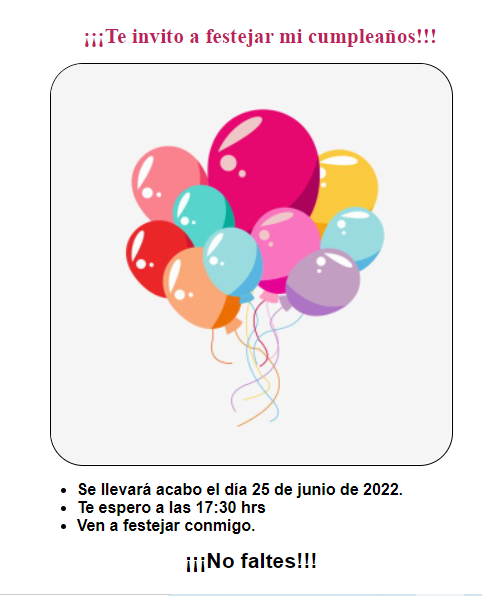 ¡¡¡Te invito a festejar mi cumpleaños!!!
Se llevará acabo el día 25 de junio de 2022.
Te espero a las 17:30 hrs
Ven a festejar conmigo.
¡¡¡No faltes!!!